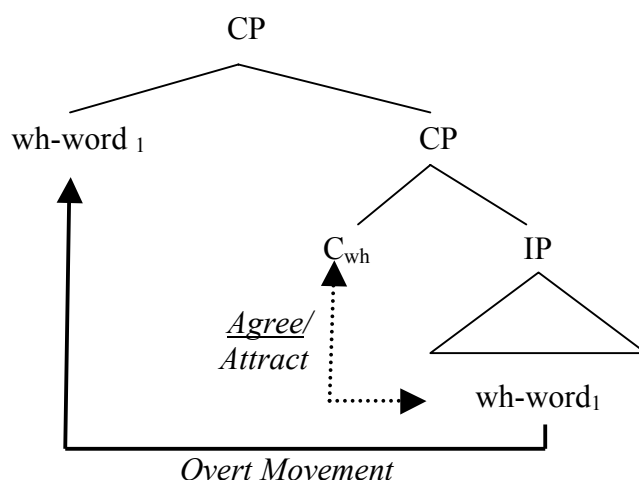 CP
wh-word 1
CP
Cwh
IP
Agree/
Attract
wh-word1
Overt Movement